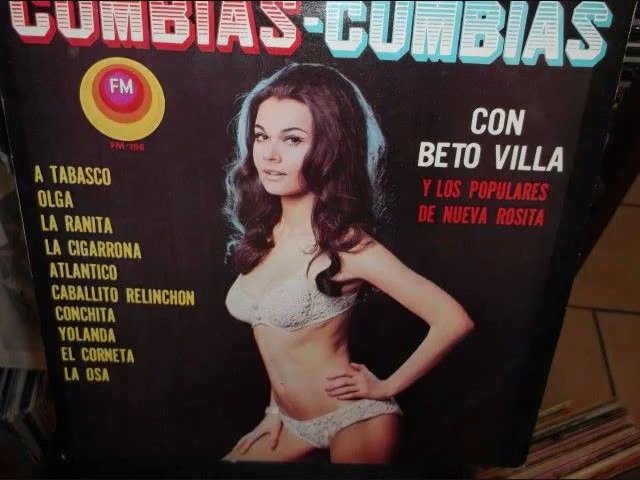 CUMBIAS-CUMBIAS
FM
FM-196
CON
BETO VILLA
Y LOS POPULARES
DE NUEVA ROSITA
A TABASCO
OLGA
LA RANITA
LA CIGARRONA
ATLANTICO
CABALLITO RELINCHON
CONCHITA
YOLANDA
EL CORNETA
LA OSA